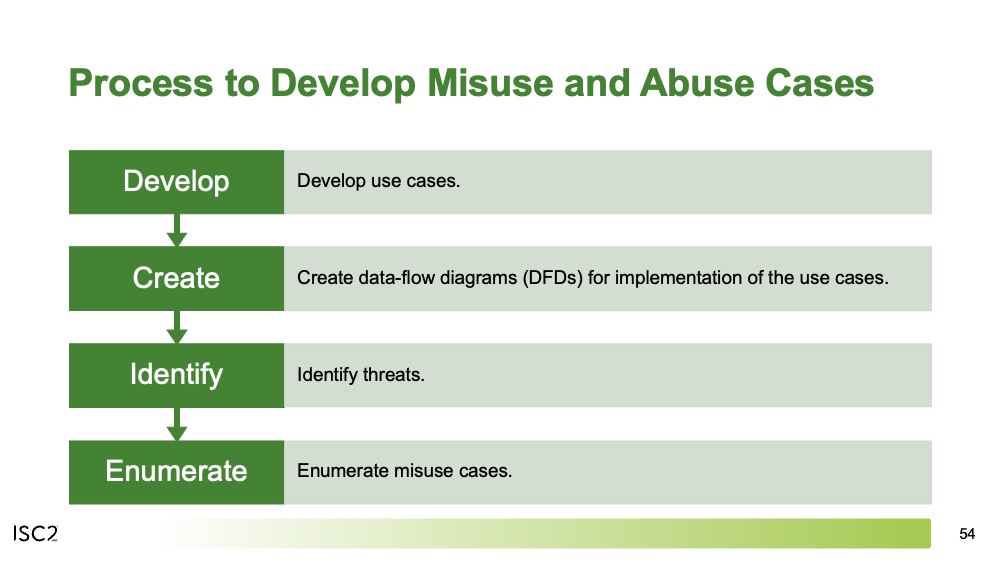 Process to Develop Misuse and Abuse Cases
Develop
Develop use cases.
Create
Create data-flow diagrams (DFDs) for implementation of the use cases.
Identify
Identify threats.
Enumerate
Enumerate misuse cases.
ISC2
54